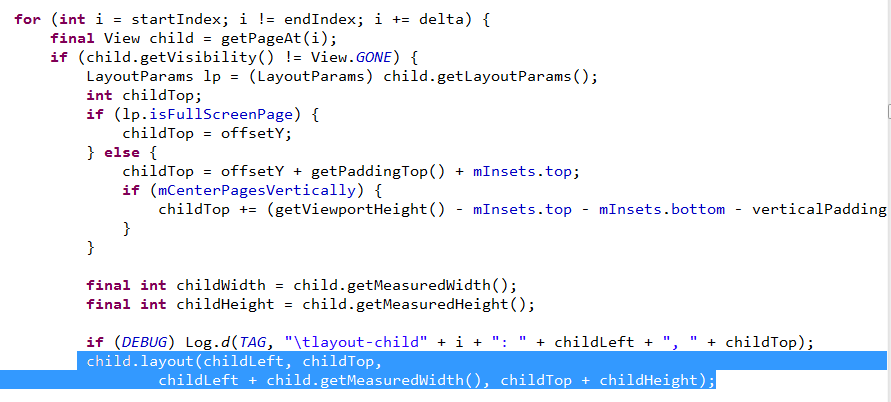 for (int i = startIndex; i != endIndex; i += delta) {
    final View child = getPageAt(i);
    if (child.getVisibility() != View.GONE) {
        LayoutParams lp = (LayoutParams) child.getLayoutParams();
        int childTop;
        if (lp.isFullScreenPage) {
            childTop = offsetY;
        } else {
            childTop = offsetY + getPaddingTop() + mInsets.top;
            if (mCenterPagesVertically) {
                childTop += (getViewportHeight() - mInsets.top - mInsets.bottom - verticalPadding
            }
        }
        final int childWidth = child.getMeasuredWidth();
        final int childHeight = child.getMeasuredHeight();
        if (DEBUG) Log.d(TAG, "\tlayout-child" + i + ": " + childLeft + ", " + childTop);
        child.layout(childLeft, childTop,
                childLeft + child.getMeasuredWidth(), childTop + childHeight);